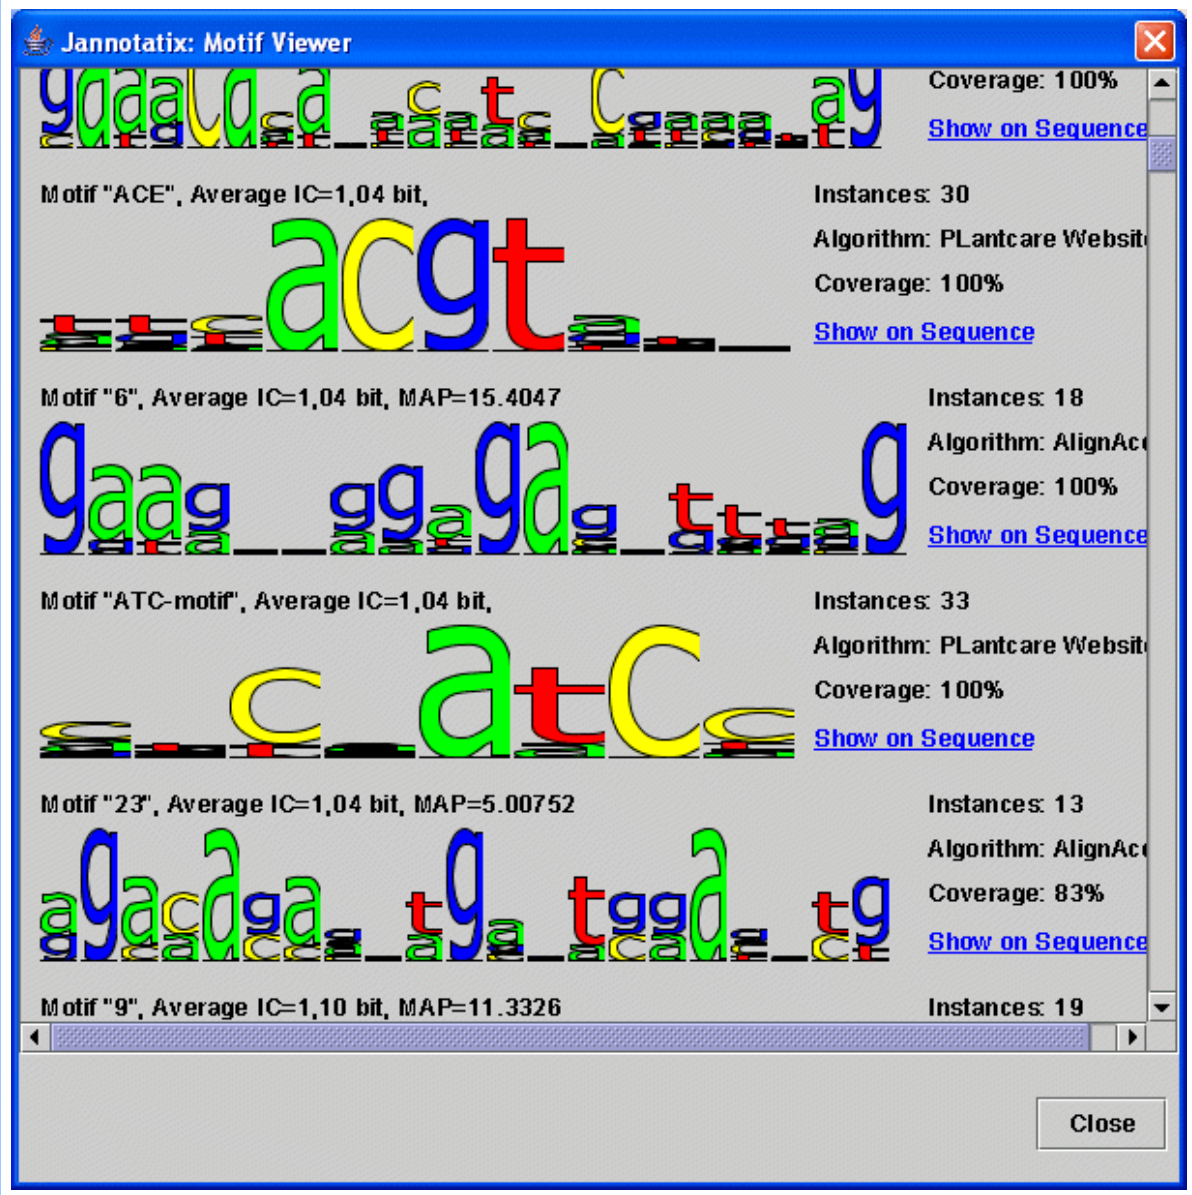 Jannotatix: Motif Viewer
Coverage: 100%
Show on Sequence
Motif "ACE", Average IC=1,04 bit,
Instances: 30
Algorithm: PLantcare Websit
Coverage: 100%
Show on Sequence
acgt
Motif "6", Average IC=1,04 bit, MAP=15.4047
Instances: 18
Algorithm: AlignAc
Coverage: 100%
Show on Sequence
Motif "ATC-motif", Average IC=1,04 bit,
Instances: 33
Algorithm: PLantcare Websit
Coverage: 100%
Show on Sequence
Motif "23", Average IC=1,04 bit, MAP=5.00752
Instances: 13
Algorithm: AlignAc
Coverage: 83%
Show on Sequence
Motif "9", Average IC=1,10 bit, MAP=11.3326
Instances: 19
Close